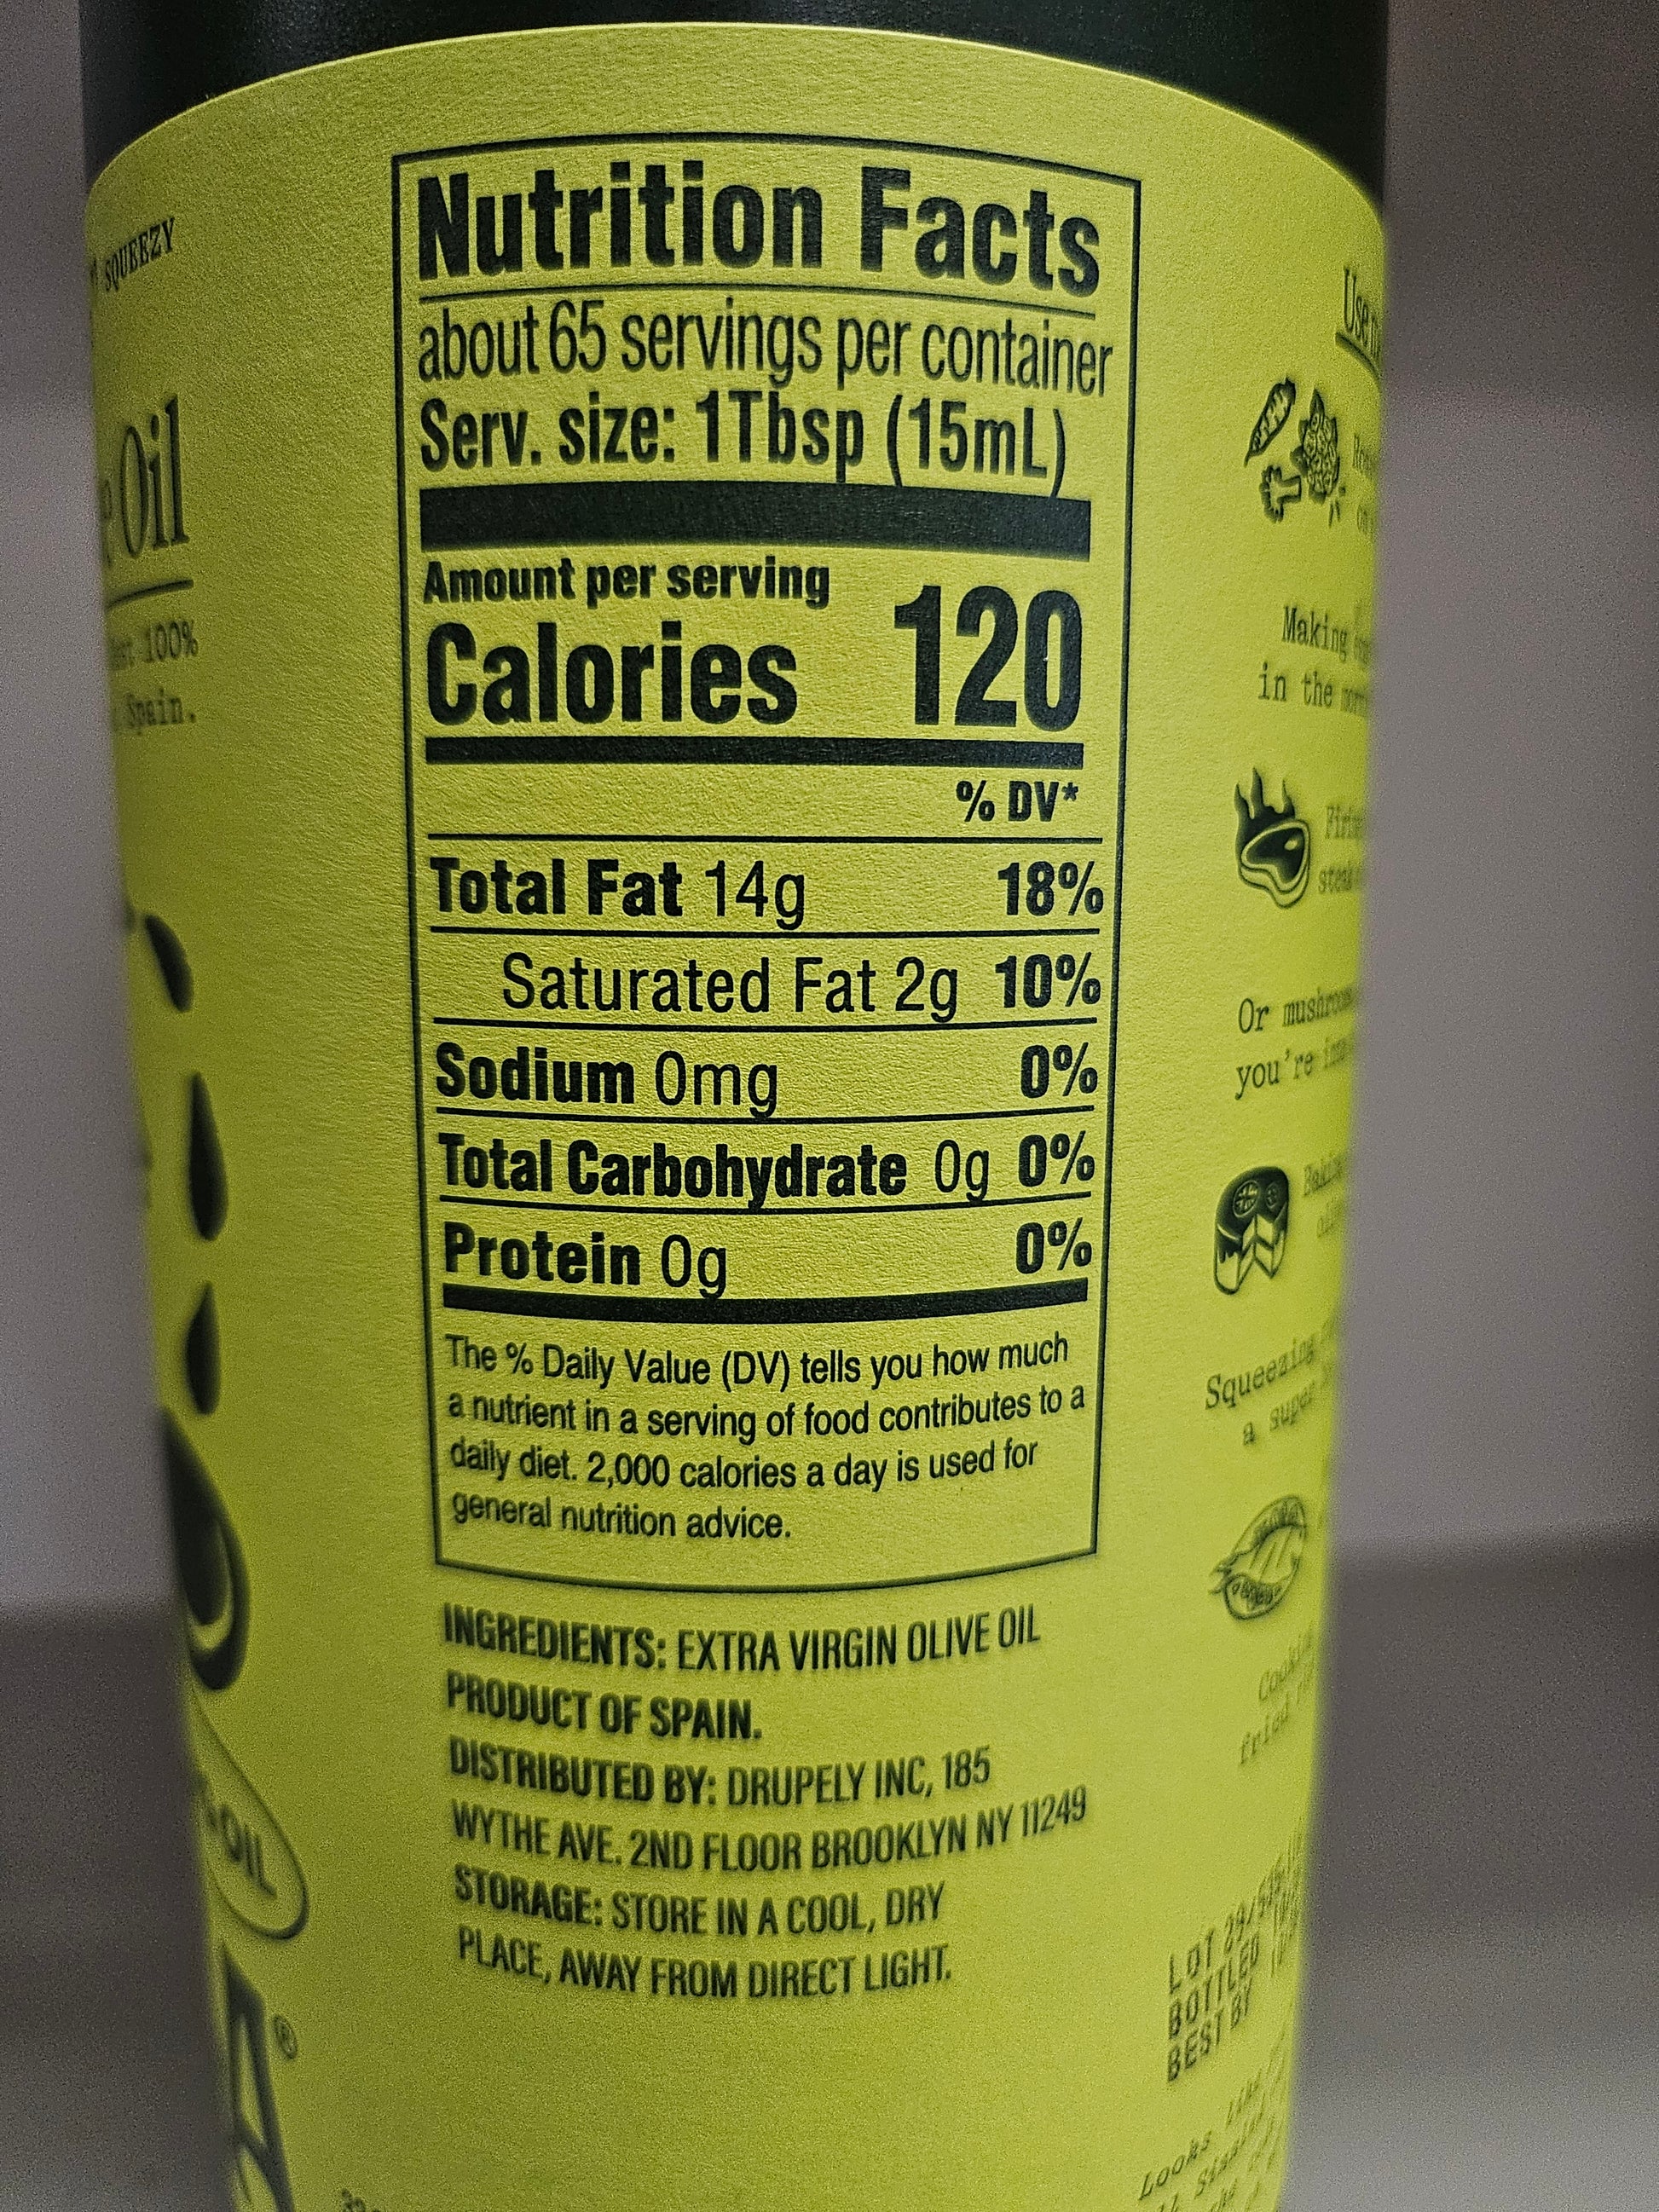 SQUEEZY
Oil
100%
Spain.
OIL
®
Nutrition Facts
about 65 servings per container
Serv. size: 1Tbsp (15mL)
Amount per serving
Calories 120
% DV*
Total Fat 14g 18%
Saturated Fat 2g 10%
Sodium 0mg 0%
Total Carbohydrate 0g 0%
Protein 0g 0%
The % Daily Value (DV) tells you how much
a nutrient in a serving of food contributes to a
daily diet. 2,000 calories a day is used for
general nutrition advice.
INGREDIENTS: EXTRA VIRGIN OLIVE OIL
PRODUCT OF SPAIN.
DISTRIBUTED BY: DRUPELY INC, 185
WYTHE AVE. 2ND FLOOR BROOKLYN NY 11249
STORAGE: STORE IN A COOL, DRY
PLACE, AWAY FROM DIRECT LIGHT.
Use
Making
in the
Or
you're
Squeezing
a super
LOT
BOTTLED
BEST BY
Looks